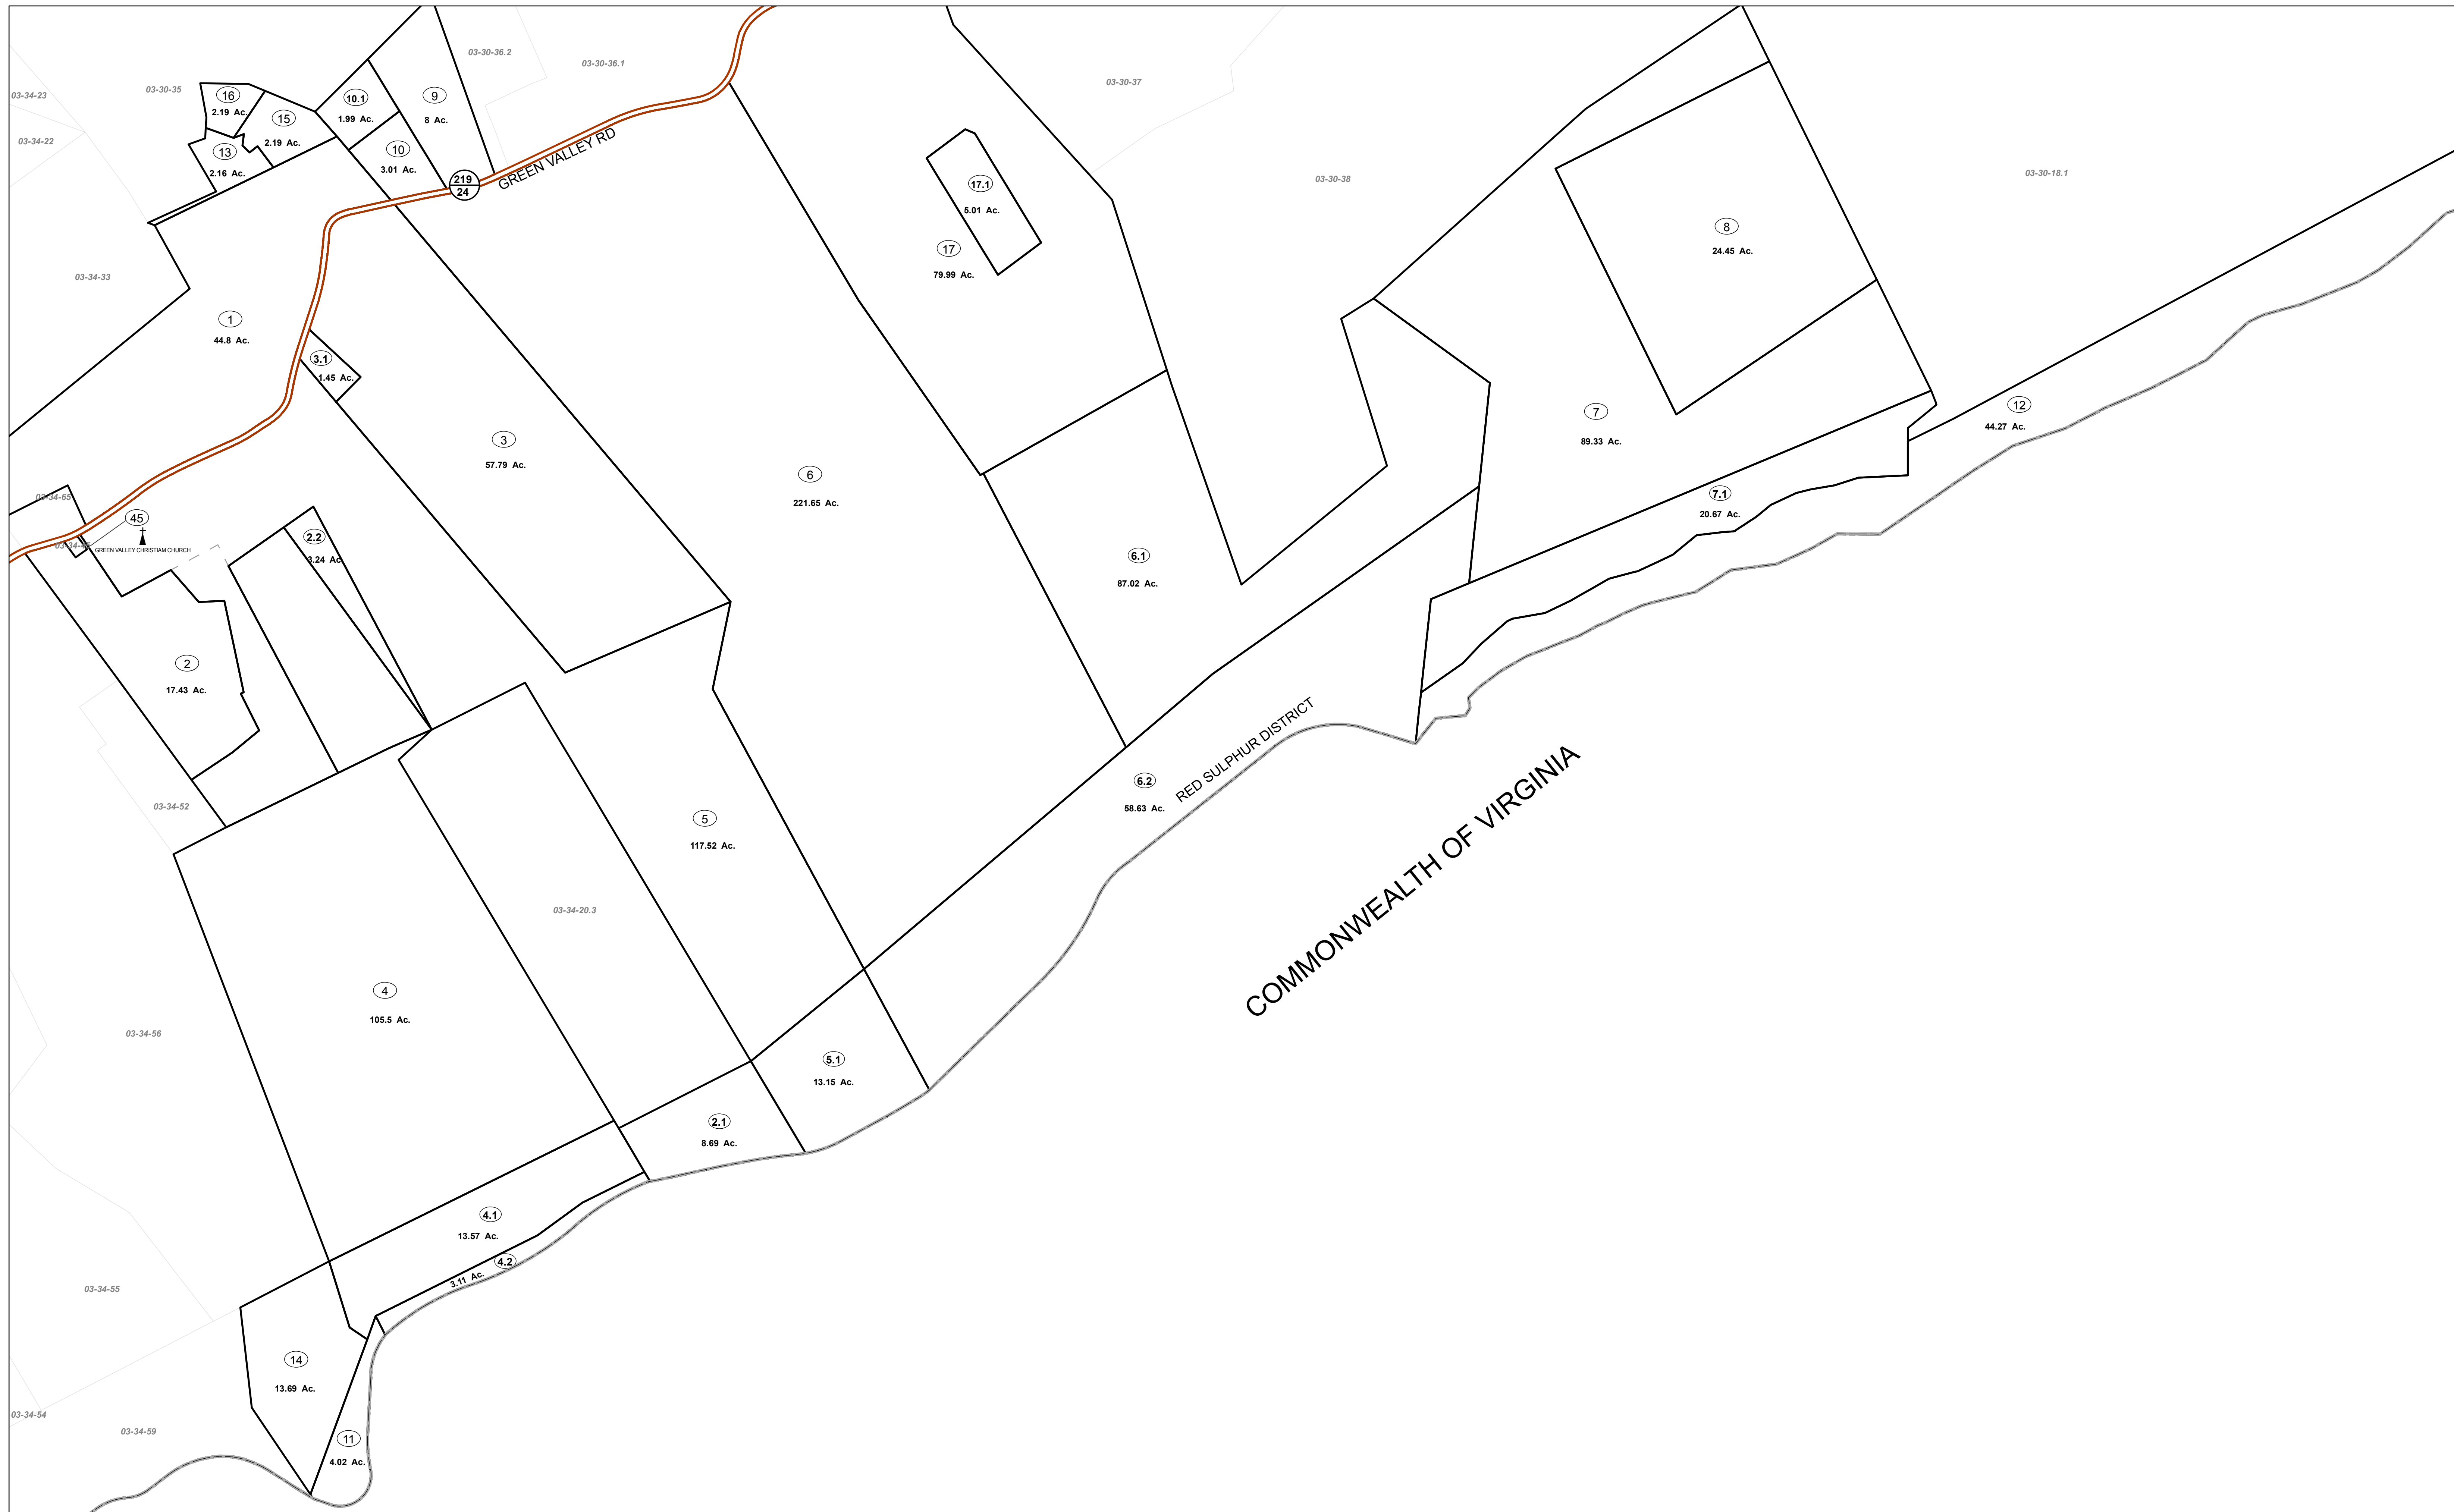 03-30-36.2
03-30-36.1
03-30-37
03-34-23
03-30-35
16
2.19 Ac.
10.1
1.99 Ac.
9
8 Ac.
15
2.19 Ac.
03-34-22
13
2.16 Ac.
10
3.01 Ac.
219
24
GREEN VALLEY RD
17.1
5.01 Ac.
03-30-38
03-30-18.1
8
24.45 Ac.
17
79.99 Ac.
03-34-33
1
44.8 Ac.
3.1
1.45 Ac.
3
57.79 Ac.
7
89.33 Ac.
12
44.27 Ac.
6
221.65 Ac.
7.1
20.67 Ac.
03-34-65
45
GREEN VALLEY CHRISTIAM CHURCH
2.2
3.24 Ac.
6.1
87.02 Ac.
2
17.43 Ac.
RED SULPHUR DISTRICT
6.2
58.63 Ac.
COMMONWEALTH OF VIRGINIA
03-34-52
5
117.52 Ac.
03-34-20.3
4
105.5 Ac.
03-34-56
5.1
13.15 Ac.
2.1
8.69 Ac.
4.1
13.57 Ac.
4.2
3.11 Ac.
03-34-55
14
13.69 Ac.
03-34-54
03-34-59
11
4.02 Ac.